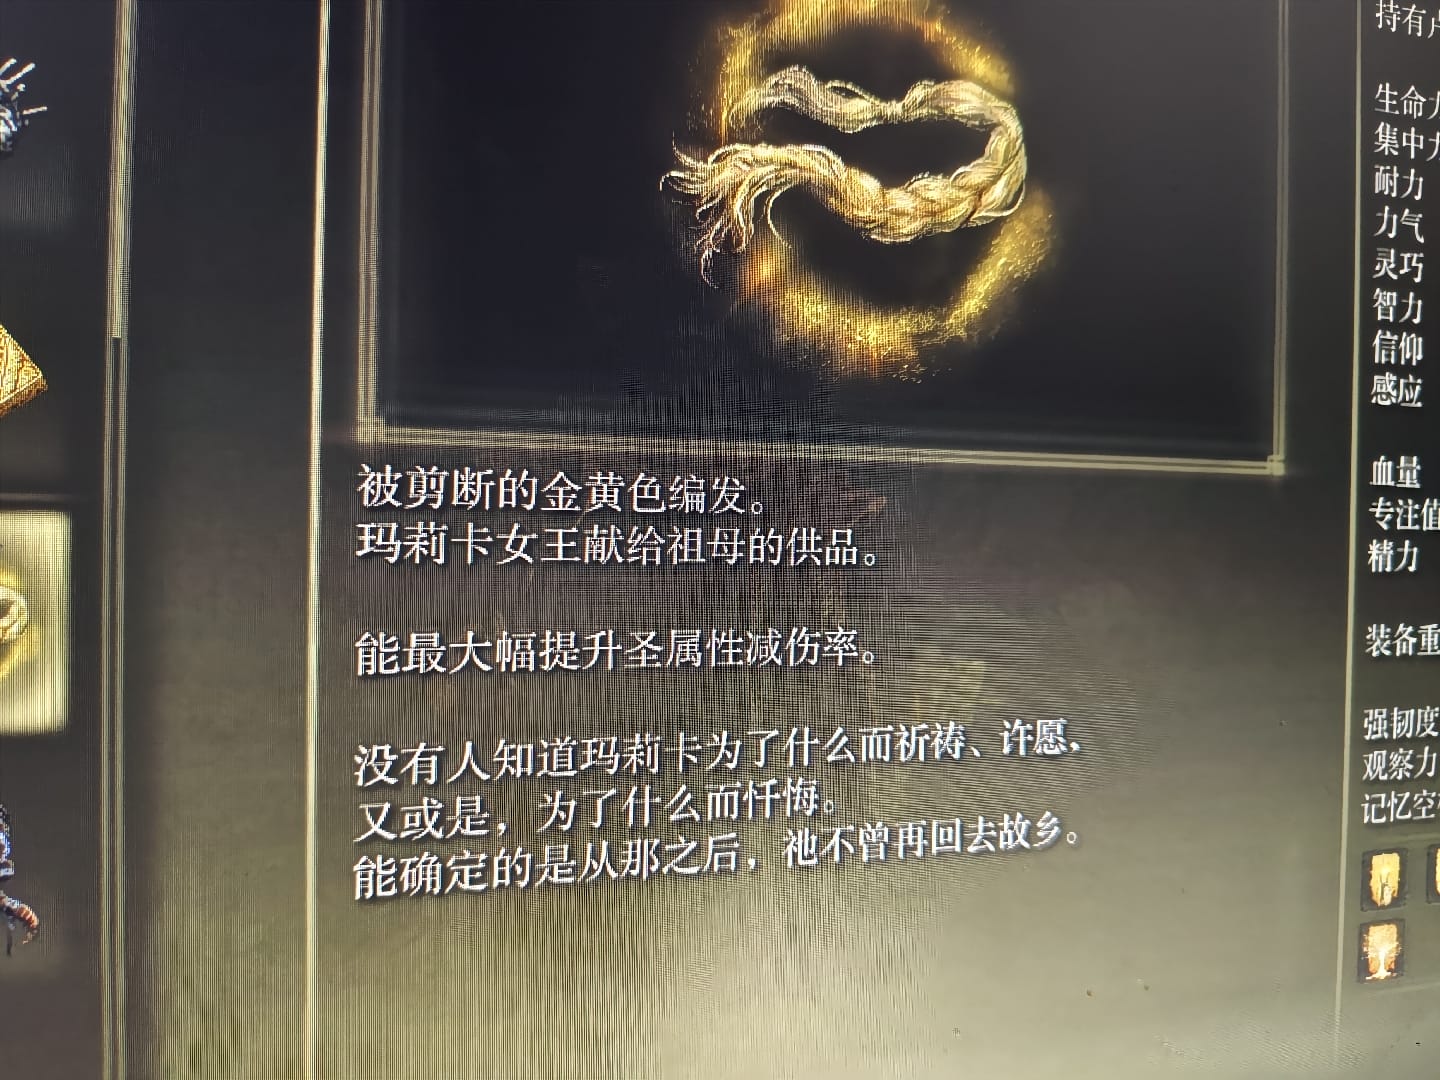 被剪断的金黄色编发。
玛莉卡女王献给祖母的供品。
能最大幅提升圣属性减伤率。
没有人知道玛莉卡为了什么而祈祷、许愿，
又或是，为了什么而忏悔。
能确定的是从那之后，祂不曾再回去故乡。
持有
生命力
集中力
耐力
力气
灵巧
智力
信仰
感应
血量
专注值
精力
装备重
强韧度
观察力
记忆空